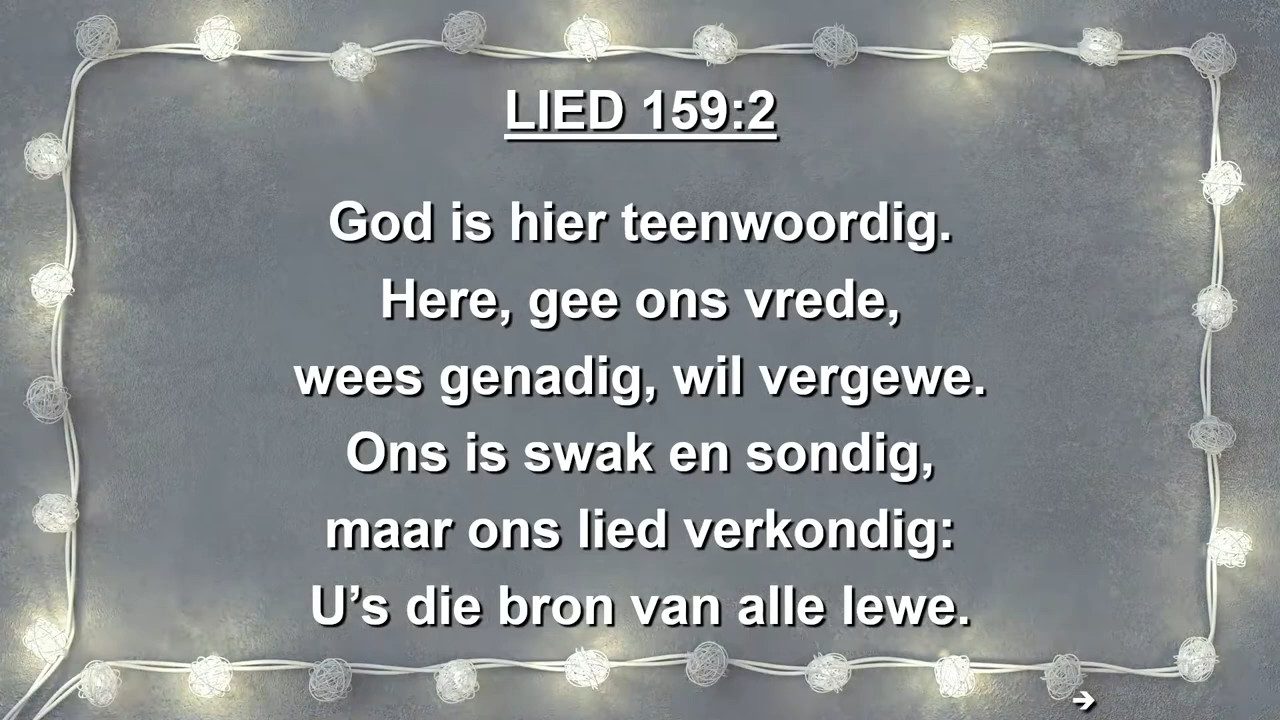 LIED 159:2
God is hier teenwoordig.
Here, gee ons vrede,
wees genadig, wil vergewe.
Ons is swak en sondig,
maar ons lied verkondig:
U’s die bron van alle lewe.